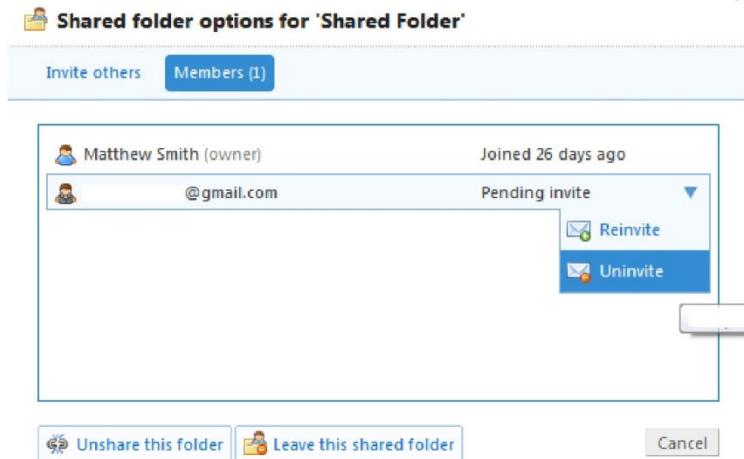 Shared folder options for 'Shared Folder'
Invite others Members (1)
Matthew Smith (owner) Joined 26 days ago
@gmail.com Pending invite
Reinvite
Uninvite
Unshare this folder Leave this shared folder Cancel